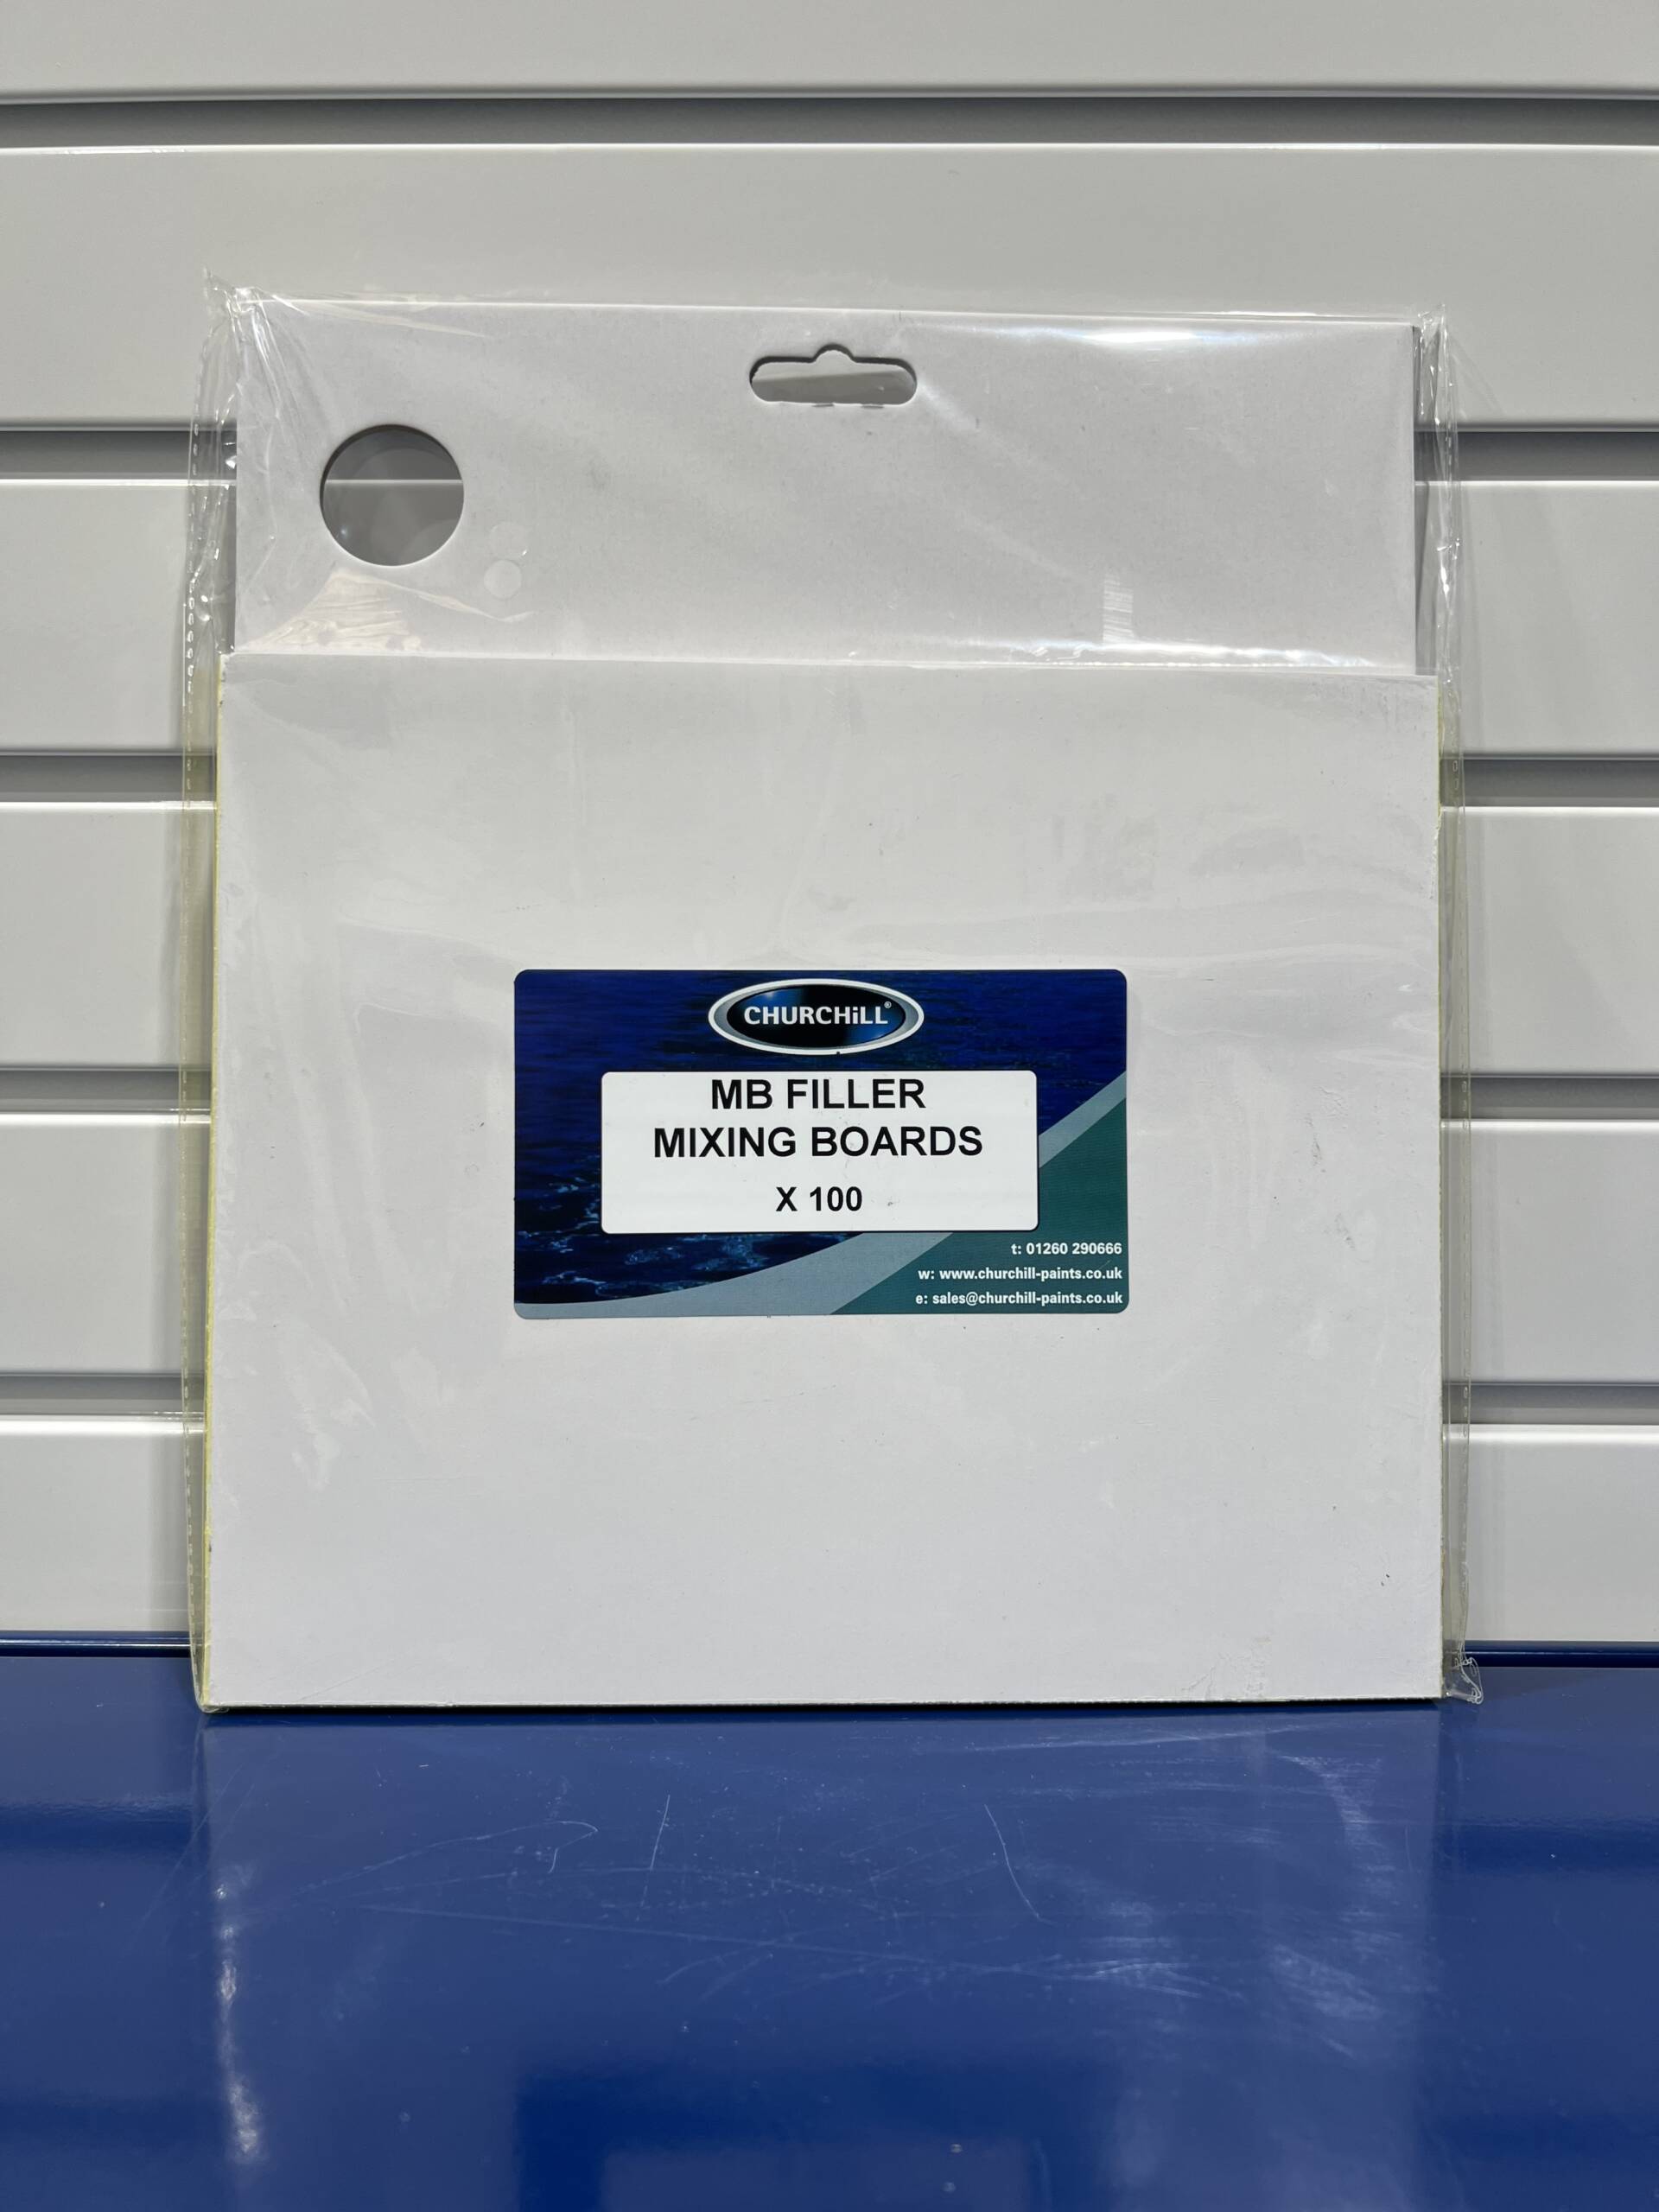 CHURCHiLL®
MB FILLER
MIXING BOARDS
X 100
t: 01260 290666
w: www.churchill-paints.co.uk
e: sales@churchill-paints.co.uk